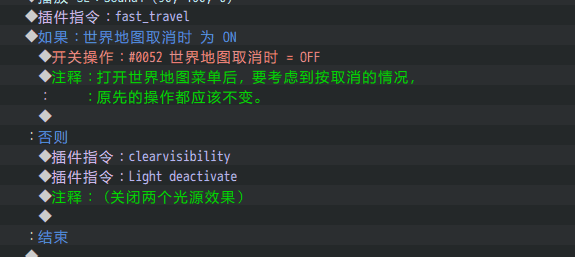 ◆插件指令：fast_travel
◆如果：世界地图取消时 为 ON
◆开关操作：#0052 世界地图取消时 = OFF
◆注释：打开世界地图菜单后，要考虑到按取消的情况，
：　：原先的操作都应该不变。
◆
：否则
◆插件指令：clearvisibility
◆插件指令：Light deactivate
◆注释：（关闭两个光源效果）
◆
：结束